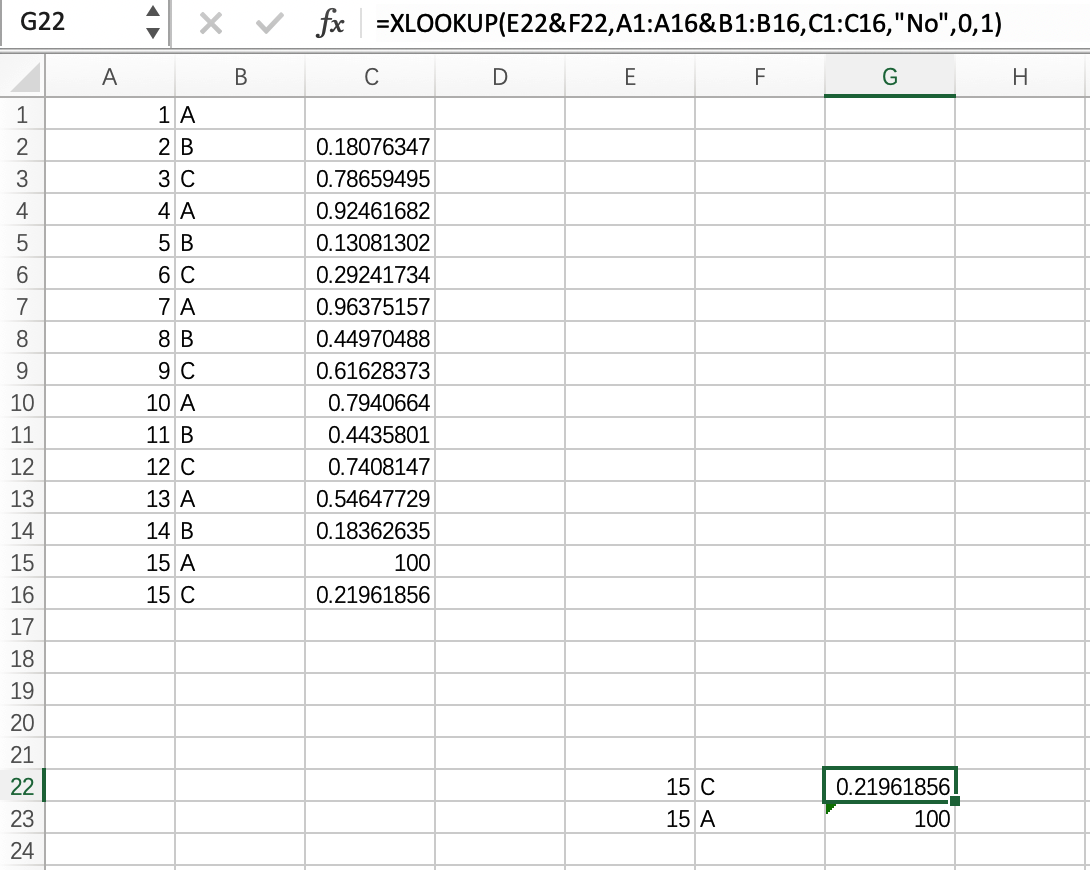 G22 fx =XLOOKUP(E22&F22,A1:A16&B1:B16,C1:C16,"No",0,1)
A B C D E F G H
1 1 A
2 2 B 0.18076347
3 3 C 0.78659495
4 4 A 0.92461682
5 5 B 0.13081302
6 6 C 0.29241734
7 7 A 0.96375157
8 8 B 0.44970488
9 9 C 0.61628373
10 10 A 0.7940664
11 11 B 0.4435801
12 12 C 0.7408147
13 13 A 0.54647729
14 14 B 0.18362635
15 15 A 100
16 15 C 0.21961856
17
18
19
20
21
22 15 C 0.21961856
23 15 A 100
24